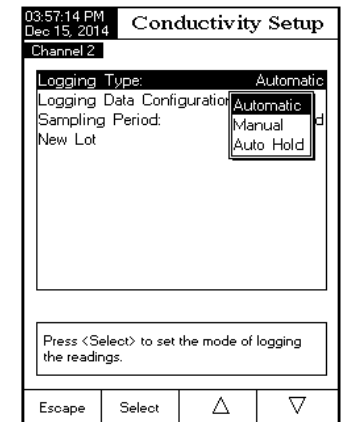 03:57:14 PM
Dec 15, 2014
Conductivity Setup
Channel 2
Logging Type: Automatic
Logging Data Configuration
Sampling Period: d
New Lot
Automatic
Manual
Auto Hold
Press <Select> to set the mode of logging
the readings.
Escape Select △ ▽